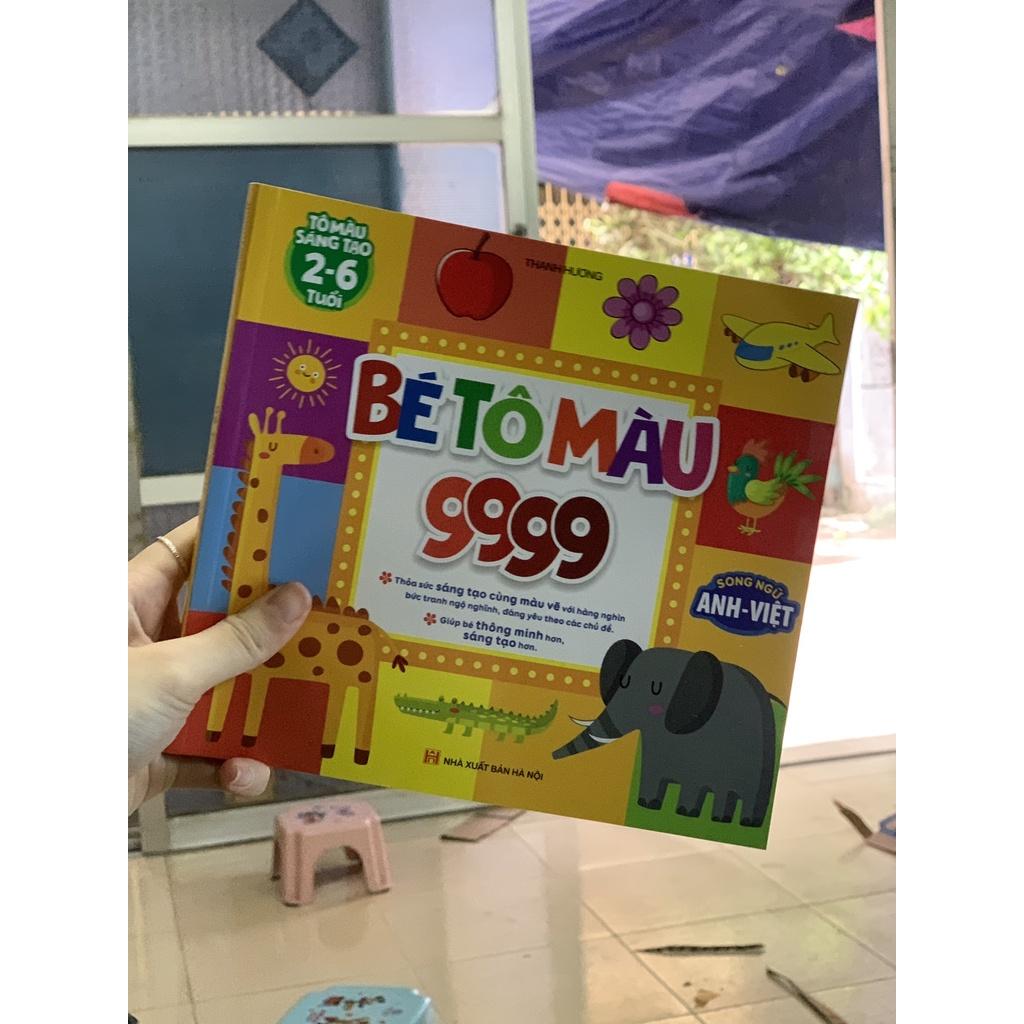 TÔ MÀU
SÁNG TẠO
2-6
TUỔI
THANH HƯƠNG
BÉ TÔ MÀU
9999
Thỏa sức sáng tạo cùng màu vẽ với hàng nghìn
bức tranh ngộ nghĩnh, đáng yêu theo các chủ đề.
Giúp bé thông minh hơn,
sáng tạo hơn.
SONG NGỮ
ANH-VIỆT
NHÀ XUẤT BẢN HÀ NỘI